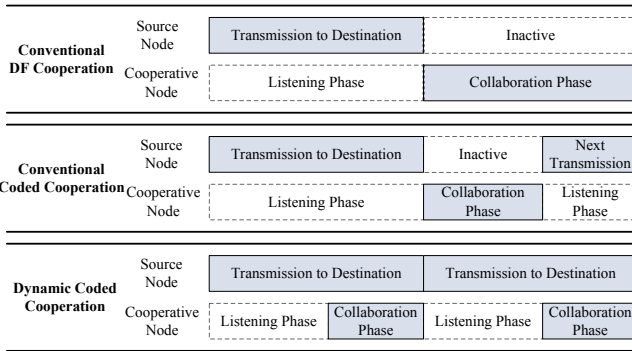 Conventional
DF Cooperation
Source
Node
Transmission to Destination
Inactive
Cooperative
Node
Listening Phase
Collaboration Phase
Conventional
Coded Cooperation
Source
Node
Transmission to Destination
Inactive
Next
Transmission
Cooperative
Node
Listening Phase
Collaboration
Phase
Listening
Phase
Dynamic Coded
Cooperation
Source
Node
Transmission to Destination
Transmission to Destination
Cooperative
Node
Listening Phase
Collaboration
Phase
Listening Phase
Collaboration
Phase